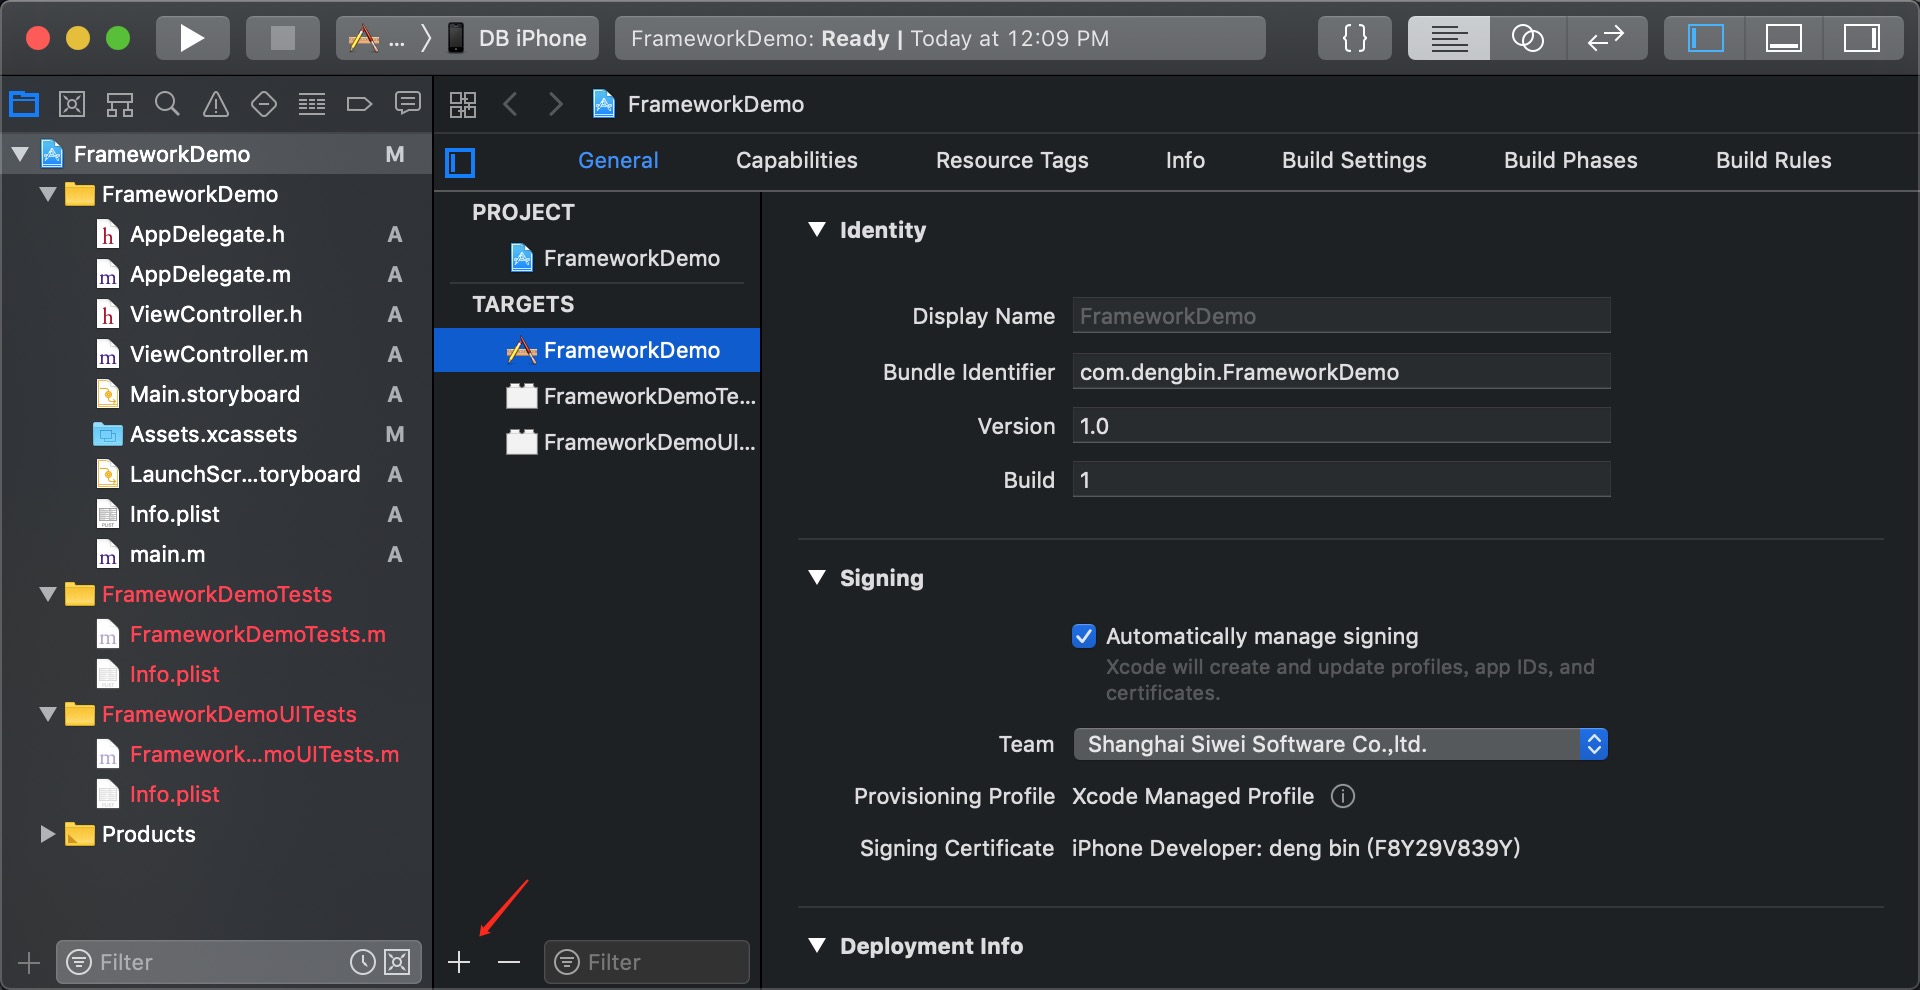 ... DB iPhone
FrameworkDemo: Ready | Today at 12:09 PM
FrameworkDemo
FrameworkDemo M
FrameworkDemo
AppDelegate.h A
AppDelegate.m A
ViewController.h A
ViewController.m A
Main.storyboard A
Assets.xcassets M
LaunchScr...toryboard A
Info.plist A
main.m A
FrameworkDemoTests
FrameworkDemoTests.m
Info.plist
FrameworkDemoUITests
Framework...moUITests.m
Info.plist
Products
Filter
General Capabilities Resource Tags Info Build Settings Build Phases Build Rules
PROJECT
FrameworkDemo
TARGETS
FrameworkDemo
FrameworkDemoTe...
FrameworkDemoUI...
Filter
Identity
Display Name FrameworkDemo
Bundle Identifier com.dengbin.FrameworkDemo
Version 1.0
Build 1
Signing
Automatically manage signing
Xcode will create and update profiles, app IDs, and
certificates.
Team Shanghai Siwei Software Co.,ltd.
Provisioning Profile Xcode Managed Profile
Signing Certificate iPhone Developer: deng bin (F8Y29V839Y)
Deployment Info